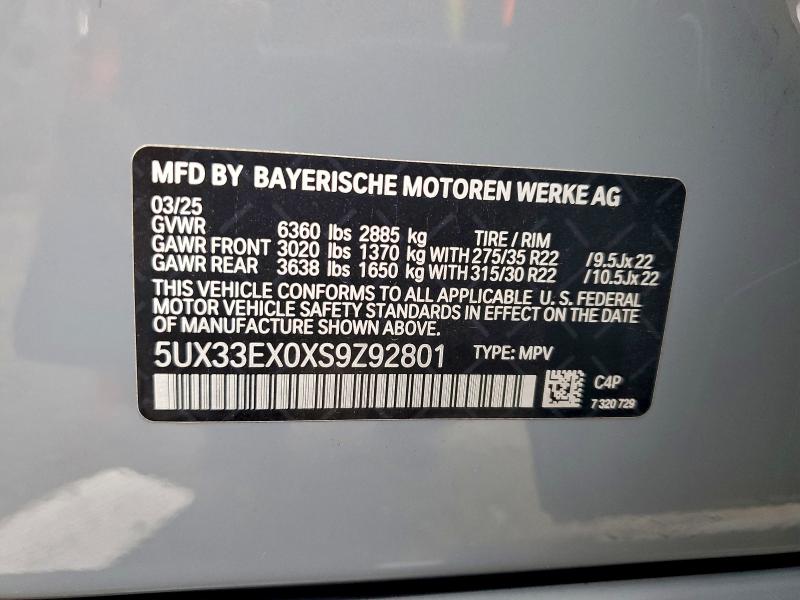 MFD BY BAYERISCHE MOTOREN WERKE AG
03/25
GVWR 6360 lbs 2885 kg TIRE / RIM
GAWR FRONT 3020 lbs 1370 kg WITH 275/35 R22 /9.5Jx22
GAWR REAR 3638 lbs 1650 kg WITH 315/30 R22 /10.5Jx22
THIS VEHICLE CONFORMS TO ALL APPLICABLE U. S. FEDERAL
MOTOR VEHICLE SAFETY STANDARDS IN EFFECT ON THE DATE
OF MANUFACTURE SHOWN ABOVE.
5UX33EX0XS9Z92801 TYPE: MPV
C4P
7 320 729